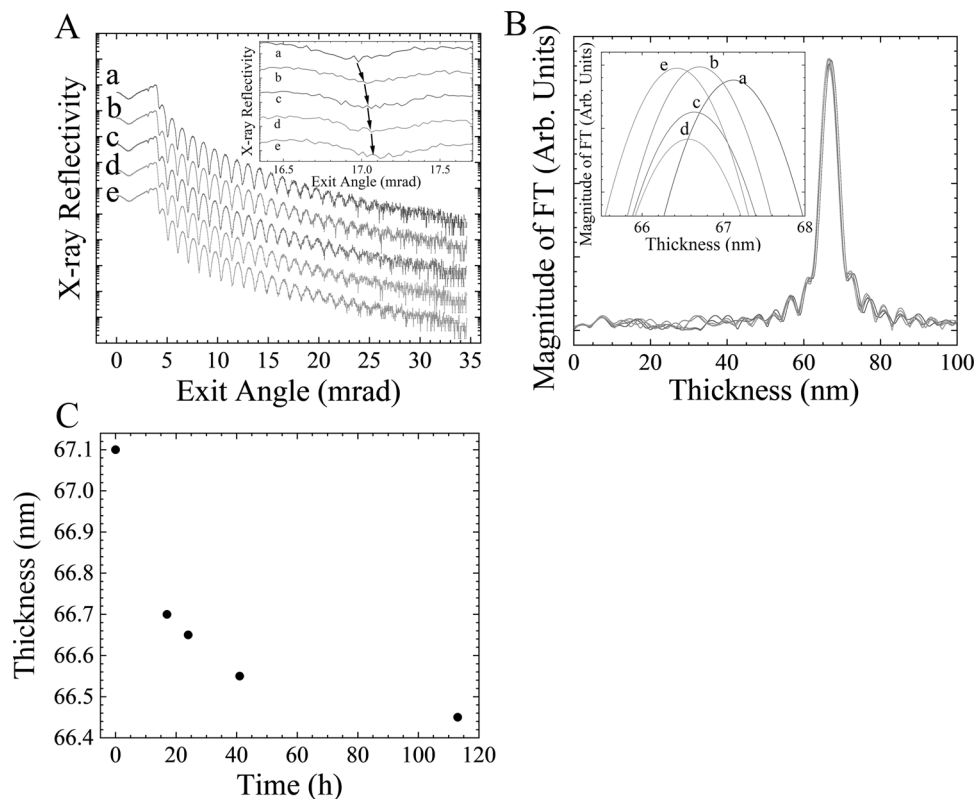 A
X-ray Reflectivity
a
b
c
d
e
0 5 10 15 20 25 30 35
Exit Angle (mrad)
X-ray Reflectivity
a
b
c
d
e
16.5 17.0 17.5
Exit Angle (mrad)
B
Magnitude of FT (Arb. Units)
0 20 40 60 80 100
Thickness (nm)
Magnitude of FT (Arb. Units)
e b a
c
d
66 67 68
Thickness (nm)
C
Thickness (nm)
67.1
67.0
66.9
66.8
66.7
66.6
66.5
66.4
0 20 40 60 80 100 120
Time (h)